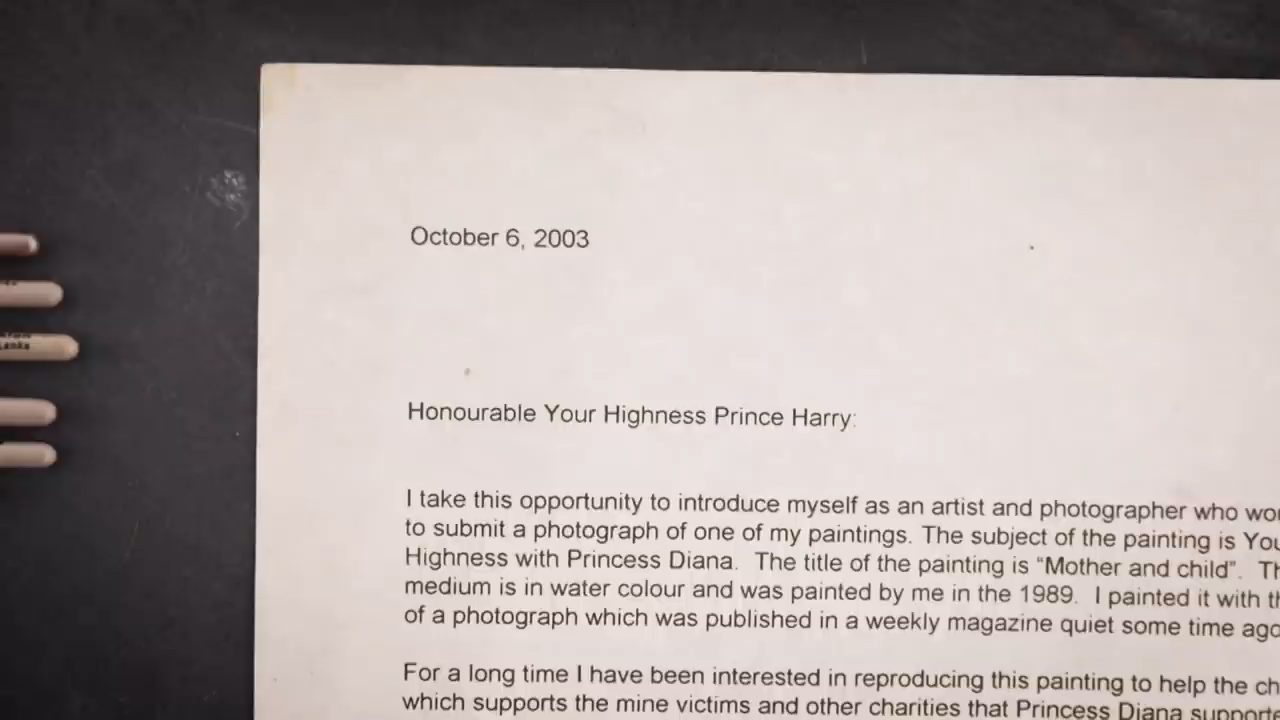 October 6, 2003
Lanka
Honourable Your Highness Prince Harry:
I take this opportunity to introduce myself as an artist and photographer who
to submit a photograph of one of my paintings. The subject of the painting is
Highness with Princess Diana. The title of the painting is "Mother and child".
medium is in water colour and was painted by me in the 1989. I painted it with
of a photograph which was published in a weekly magazine quiet some time
For a long time I have been interested in reproducing this painting to help the
which supports the mine victims and other charities that Princess Diana